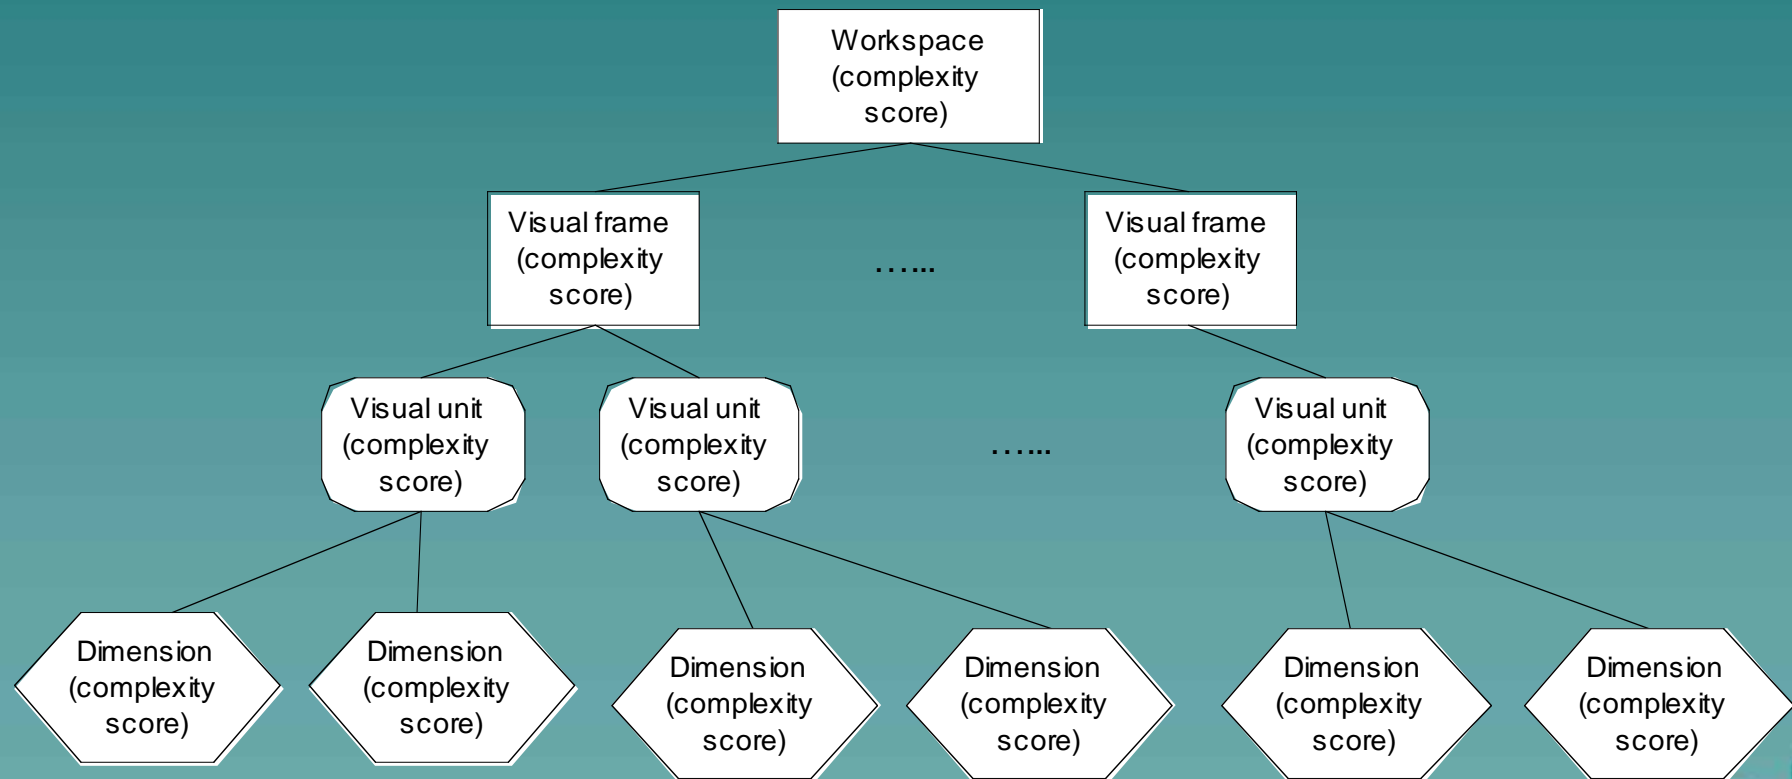 Workspace
(complexity
score)
Visual frame
(complexity
score)
…...
Visual frame
(complexity
score)
Visual unit
(complexity
score)
Visual unit
(complexity
score)
…...
Visual unit
(complexity
score)
Dimension
(complexity
score)
Dimension
(complexity
score)
Dimension
(complexity
score)
Dimension
(complexity
score)
Dimension
(complexity
score)
Dimension
(complexity
score)